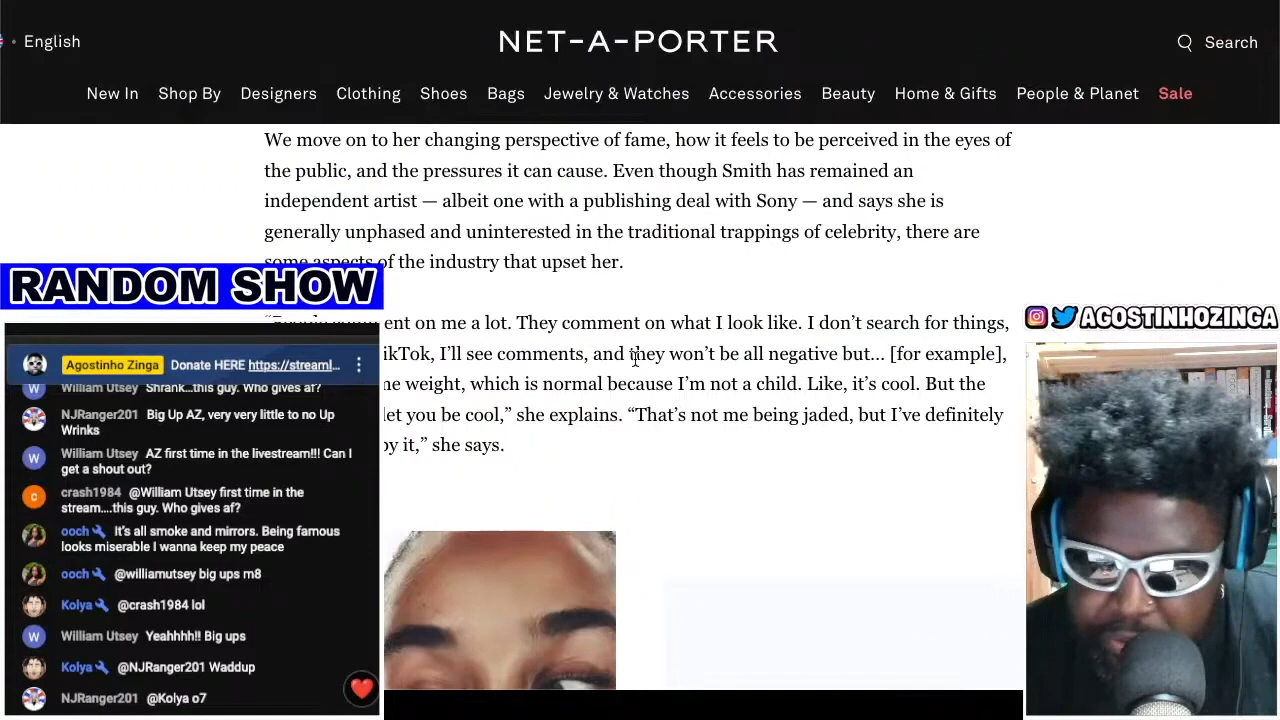 English
NET-A-PORTER
Search
New In Shop By Designers Clothing Shoes Bags Jewelry & Watches Accessories Beauty Home & Gifts People & Planet Sale
We move on to her changing perspective of fame, how it feels to be perceived in the eyes of
the public, and the pressures it can cause. Even though Smith has remained an
independent artist — albeit one with a publishing deal with Sony — and says she is
generally unphased and uninterested in the traditional trappings of celebrity, there are
some aspects of the industry that upset her.
ent on me a lot. They comment on what I look like. I don’t search for things,
ikTok, I’ll see comments, and they won’t be all negative but… [for example],
ne weight, which is normal because I’m not a child. Like, it’s cool. But the
let you be cool,” she explains. “That’s not me being jaded, but I’ve definitely
by it,” she says.
RANDOM SHOW
Agostinho Zinga Donate HERE https://streaml...
William Utsey Shrank...this guy. Who gives af?
NJRanger201 Big Up AZ, very very little to no Up
Wrinks
William Utsey AZ first time in the livestream!!! Can I
get a shout out?
crash1984 @William Utsey first time in the
stream....this guy. Who gives af?
ooch It's all smoke and mirrors. Being famous
looks miserable I wanna keep my peace
ooch @williamutsey big ups m8
Kolya @crash1984 lol
William Utsey Yeahhhh!! Big ups
Kolya @NJRanger201 Waddup
NJRanger201 @Kolya o7
AGOSTINHOZINGA